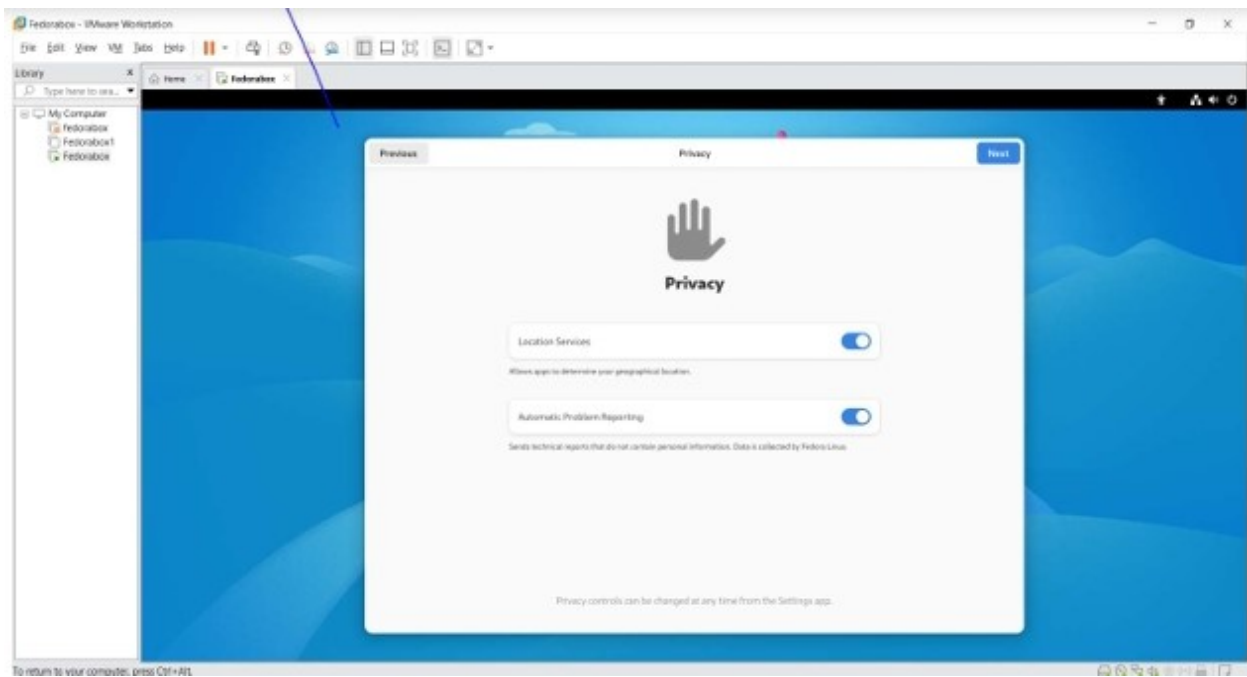 Fedorabox - VMware Workstation
File Edit View VM Tabs Help
Library
Type here to sea...
Home
Fedorabox
My Computer
fedorabox
Fedorabox1
Fedorabox
Previous
Privacy
Next
Privacy
Location Services
Allows apps to determine your geographical location.
Automatic Problem Reporting
Sends technical reports that do not contain personal information. Data is collected by Fedora Linux.
Privacy controls can be changed at any time from the Settings app.
To return to your computer, press Ctrl+Alt.